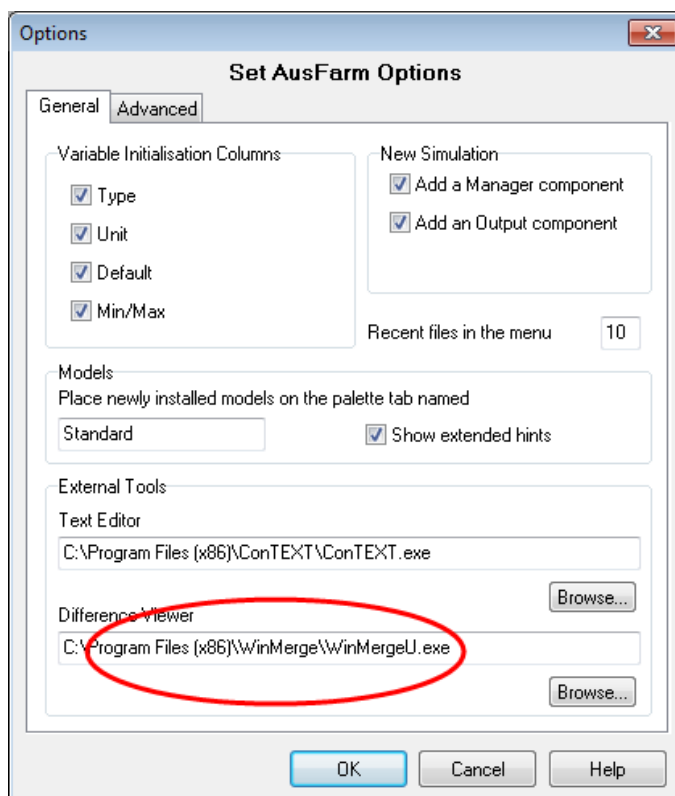 Options
Set AusFarm Options
General Advanced
Variable Initialisation Columns
Type
Unit
Default
Min/Max
New Simulation
Add a Manager component
Add an Output component
Recent files in the menu 10
Models
Place newly installed models on the palette tab named
Standard Show extended hints
External Tools
Text Editor
C:\Program Files (x86)\ConTEXT\ConTEXT.exe
Browse...
Difference Viewer
C:\Program Files (x86)\WinMerge\WinMergeU.exe
Browse...
OK Cancel Help